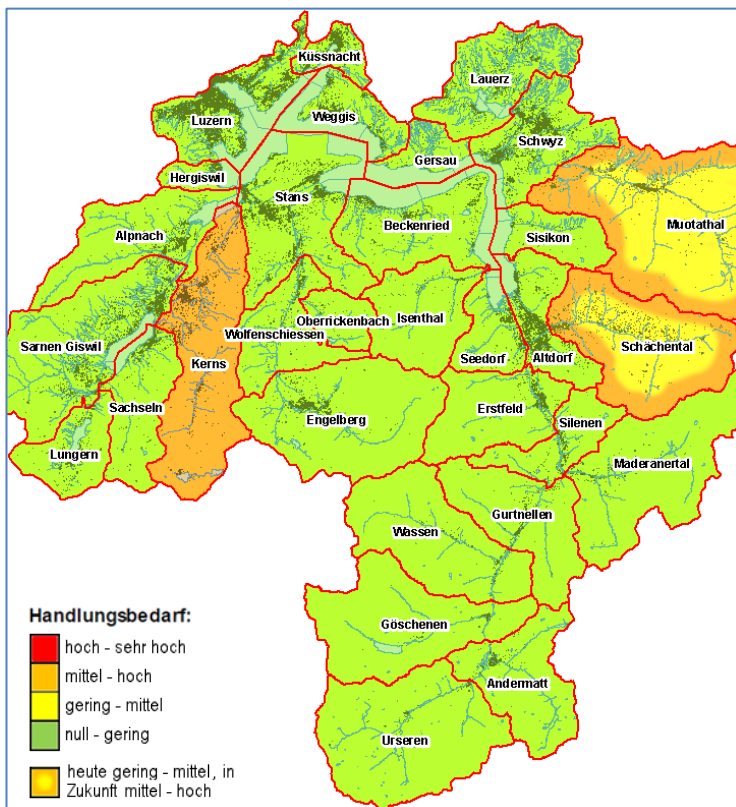 Küssnacht
Lauerz
Luzern
Weggis
Schwyz
Gersau
Hergiswil
Stans
Muotathal
Beckenried
Sisikon
Alpnach
Oberrickenbach
Isenthal
Wolfenschiessen
Sarnen Giswil
Schächental
Kerns
Seedorf
Altdorf
Sachseln
Engelberg
Erstfeld
Silenen
Lungern
Maderanertal
Gurtnellen
Wassen
Göschenen
Andermatt
Urseren
Handlungsbedarf:
hoch - sehr hoch
mittel - hoch
gering - mittel
null - gering
heute gering - mittel, in
Zukunft mittel - hoch